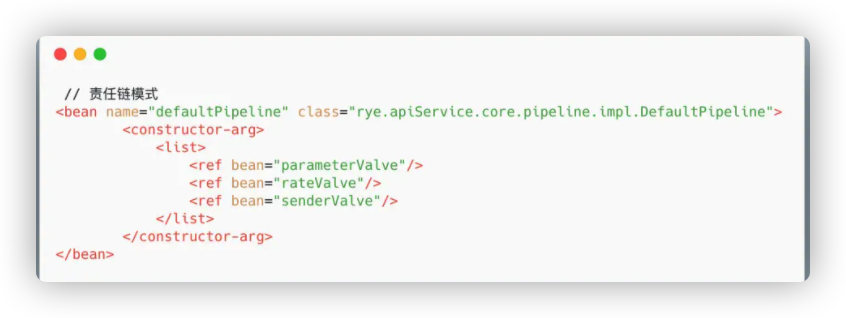 // 责任链模式
<bean name="defaultPipeline" class="rye.apiService.core.pipeline.impl.DefaultPipeline">
<constructor-arg>
<list>
<ref bean="parameterValve"/>
<ref bean="rateValve"/>
<ref bean="senderValve"/>
</list>
</constructor-arg>
</bean>